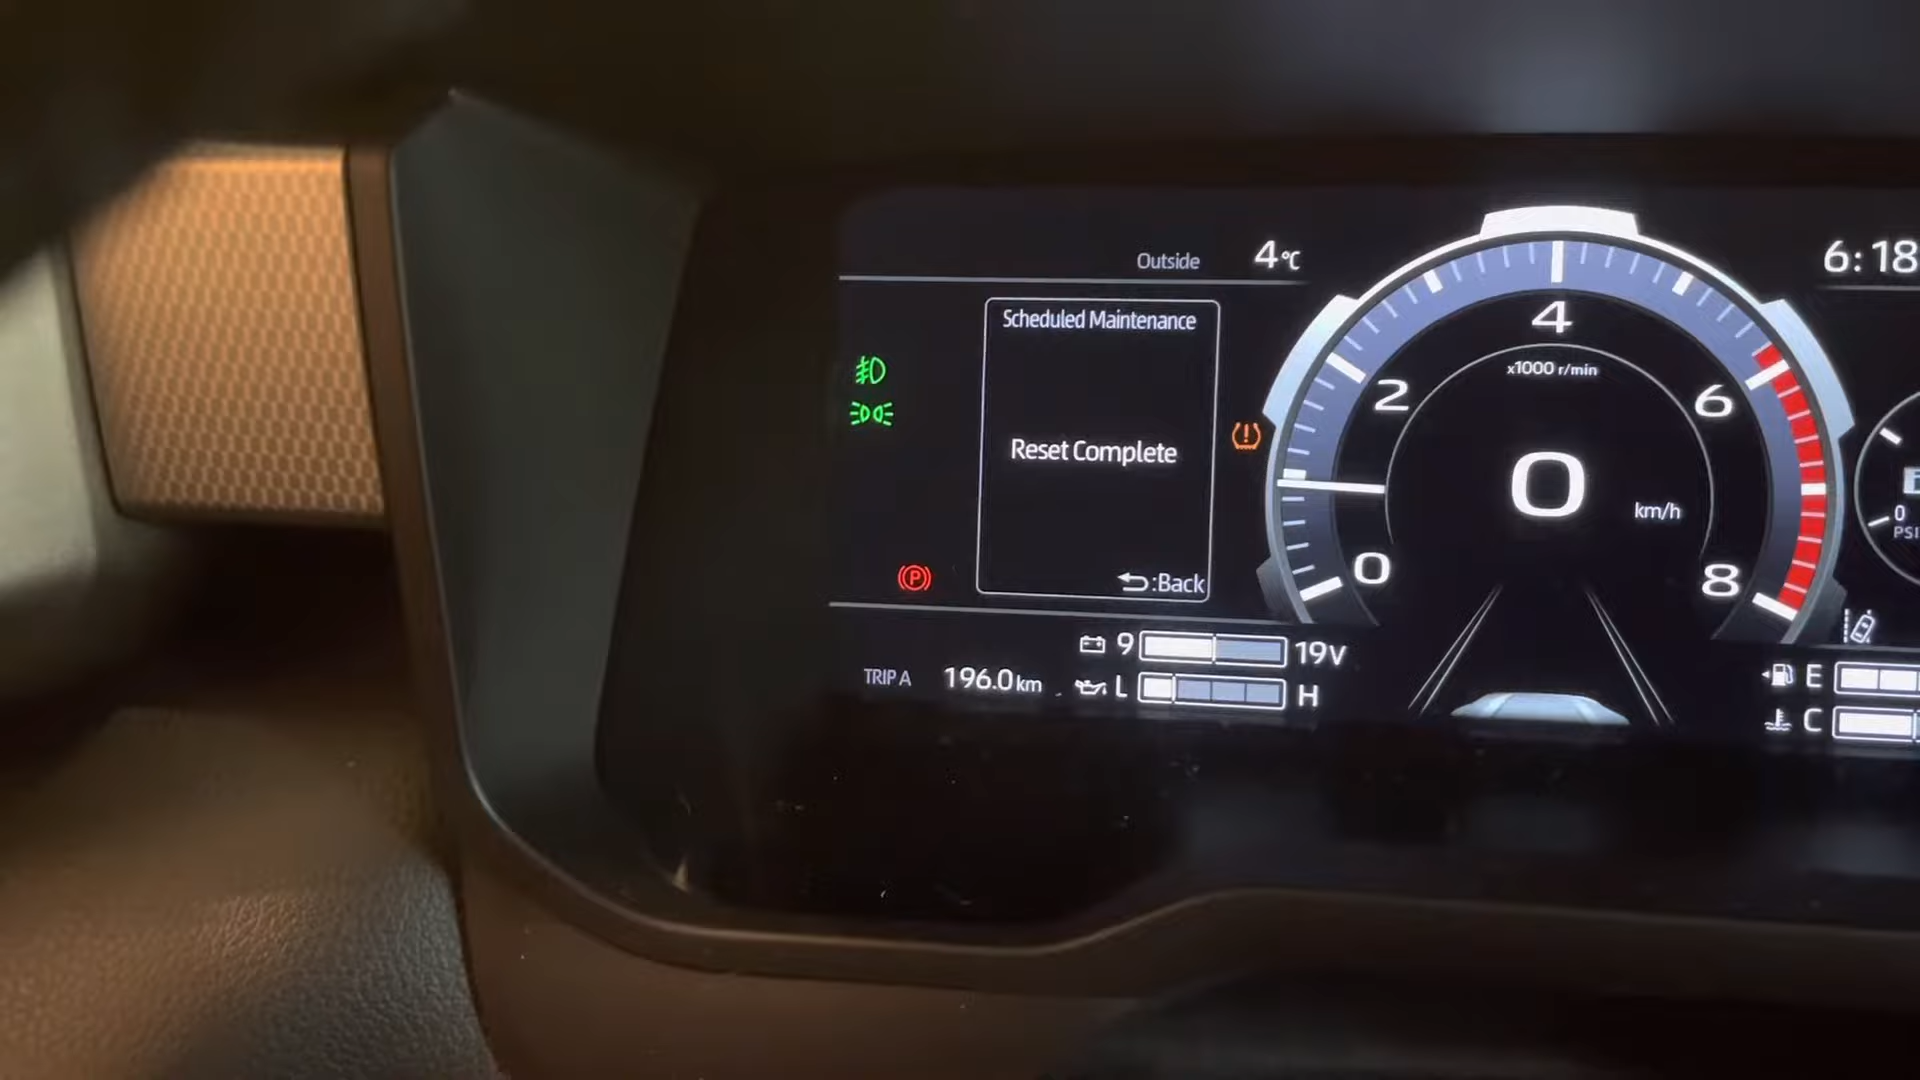 Outside 4℃
6:18
Scheduled Maintenance
Reset Complete
:Back
P
TRIP A 196.0 km
9 19V
L H
0
2
4
6
8
x1000 r/min
0
km/h
0
PSI
E
C